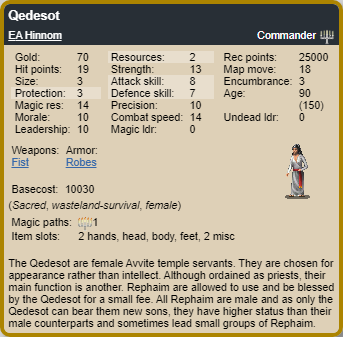 Qedesot
EA Hinnom Commander
Gold: 70 Resources: 2 Rec points: 25000
Hit points: 19 Strength: 13 Map move: 18
Size: 3 Attack skill: 8 Encumbrance: 3
Protection: 3 Defence skill: 7 Age: 90
Magic res: 14 Precision: 10 (150)
Morale: 10 Combat speed: 14 Undead ldr: 0
Leadership: 10 Magic ldr: 0
Weapons: Armor:
Fist Robes
Basecost: 10030
(Sacred, wasteland-survival, female)
Magic paths: 1
Item slots: 2 hands, head, body, feet, 2 misc
The Qedesot are female Avvite temple servants. They are chosen for
appearance rather than intellect. Although ordained as priests, their
main function is another. Rephaim are allowed to use and be blessed
by the Qedesot for a small fee. All Rephaim are male and as only the
Qedesot can bear them new sons, they have higher status than their
male counterparts and sometimes lead small groups of Rephaim.